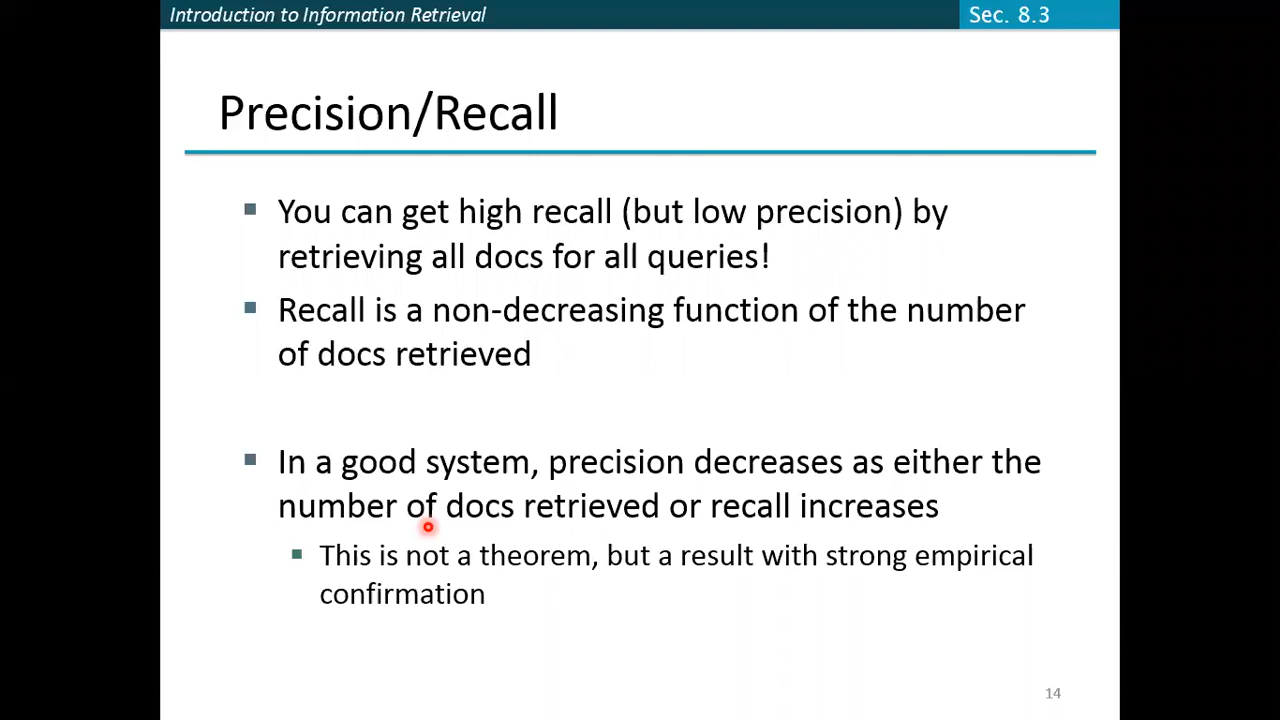 Introduction to Information Retrieval
Sec. 8.3
Precision/Recall
You can get high recall (but low precision) by
retrieving all docs for all queries!
Recall is a non-decreasing function of the number
of docs retrieved
In a good system, precision decreases as either the
number of docs retrieved or recall increases
This is not a theorem, but a result with strong empirical
confirmation
14